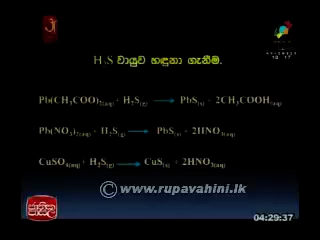 H₂S වායුව හඳුනා ගැනීම.
Pb(CH₃COO)₂(aq) + H₂S(g) → PbS(s) + 2CH₃COOH(aq)
Pb(NO₃)₂(aq) + H₂S(g) → PbS(s) + 2HNO₃(aq)
CuSO₄(aq) + H₂S(g) → CuS(s) + 2HNO₃(aq)
©www.rupavahini.lk
04:29:37